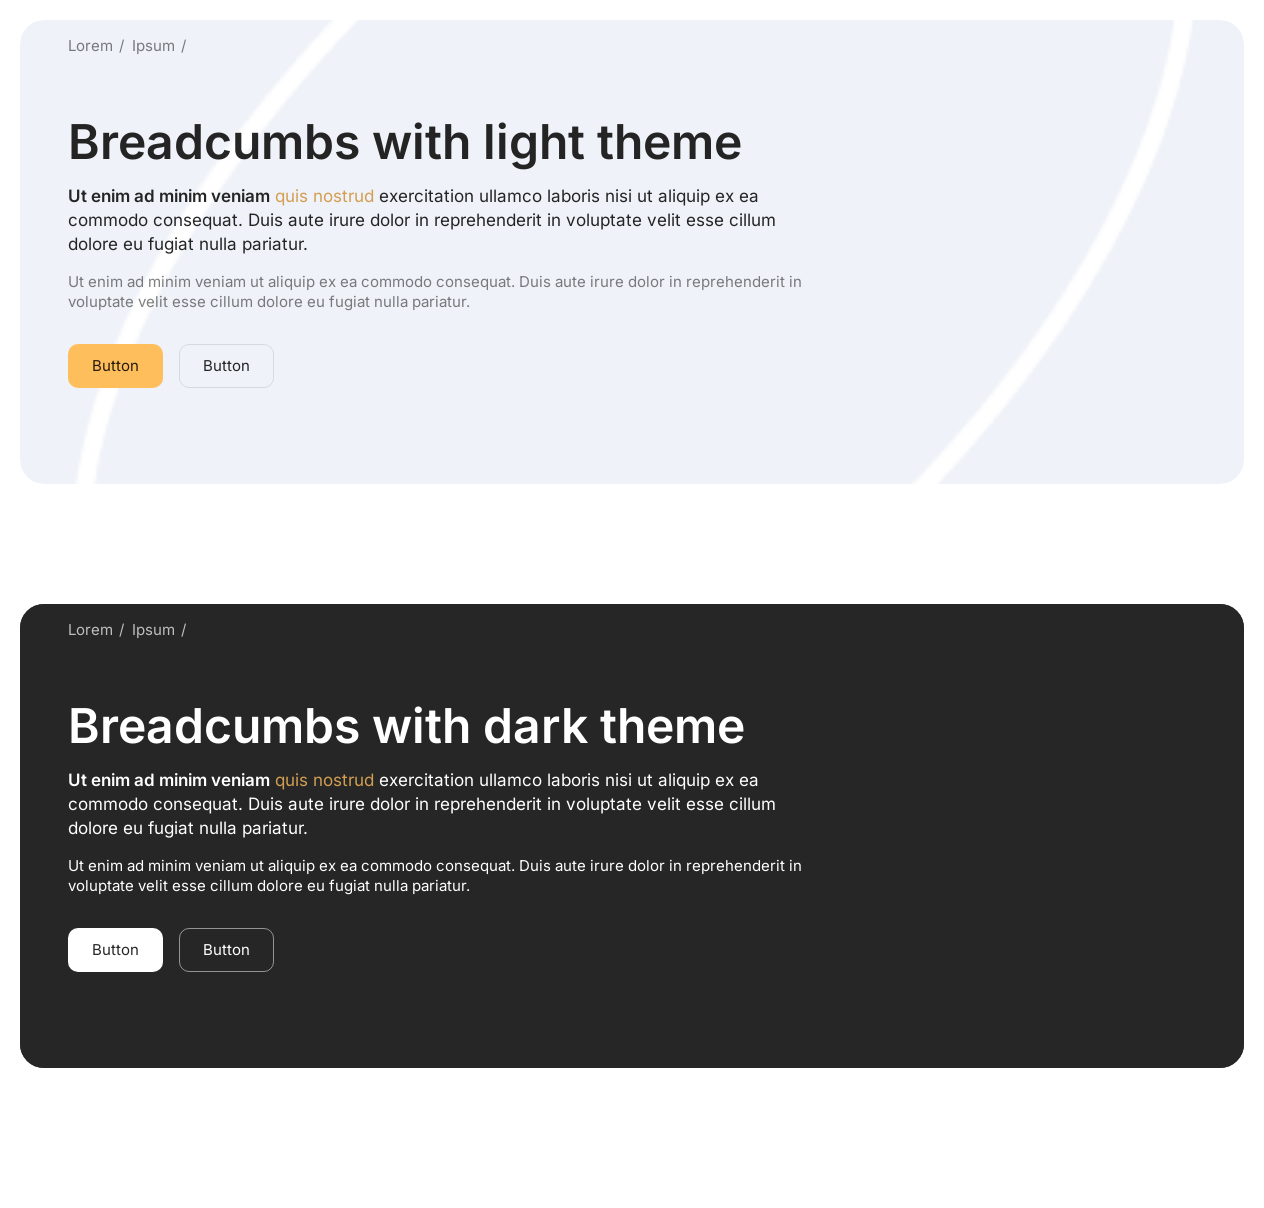 Lorem / Ipsum /
Breadcumbs with light theme
Ut enim ad minim veniam quis nostrud exercitation ullamco laboris nisi ut aliquip ex ea
commodo consequat. Duis aute irure dolor in reprehenderit in voluptate velit esse cillum
dolore eu fugiat nulla pariatur.
Ut enim ad minim veniam ut aliquip ex ea commodo consequat. Duis aute irure dolor in reprehenderit in
voluptate velit esse cillum dolore eu fugiat nulla pariatur.
Button Button
Lorem / Ipsum /
Breadcumbs with dark theme
Ut enim ad minim veniam quis nostrud exercitation ullamco laboris nisi ut aliquip ex ea
commodo consequat. Duis aute irure dolor in reprehenderit in voluptate velit esse cillum
dolore eu fugiat nulla pariatur.
Ut enim ad minim veniam ut aliquip ex ea commodo consequat. Duis aute irure dolor in reprehenderit in
voluptate velit esse cillum dolore eu fugiat nulla pariatur.
Button Button